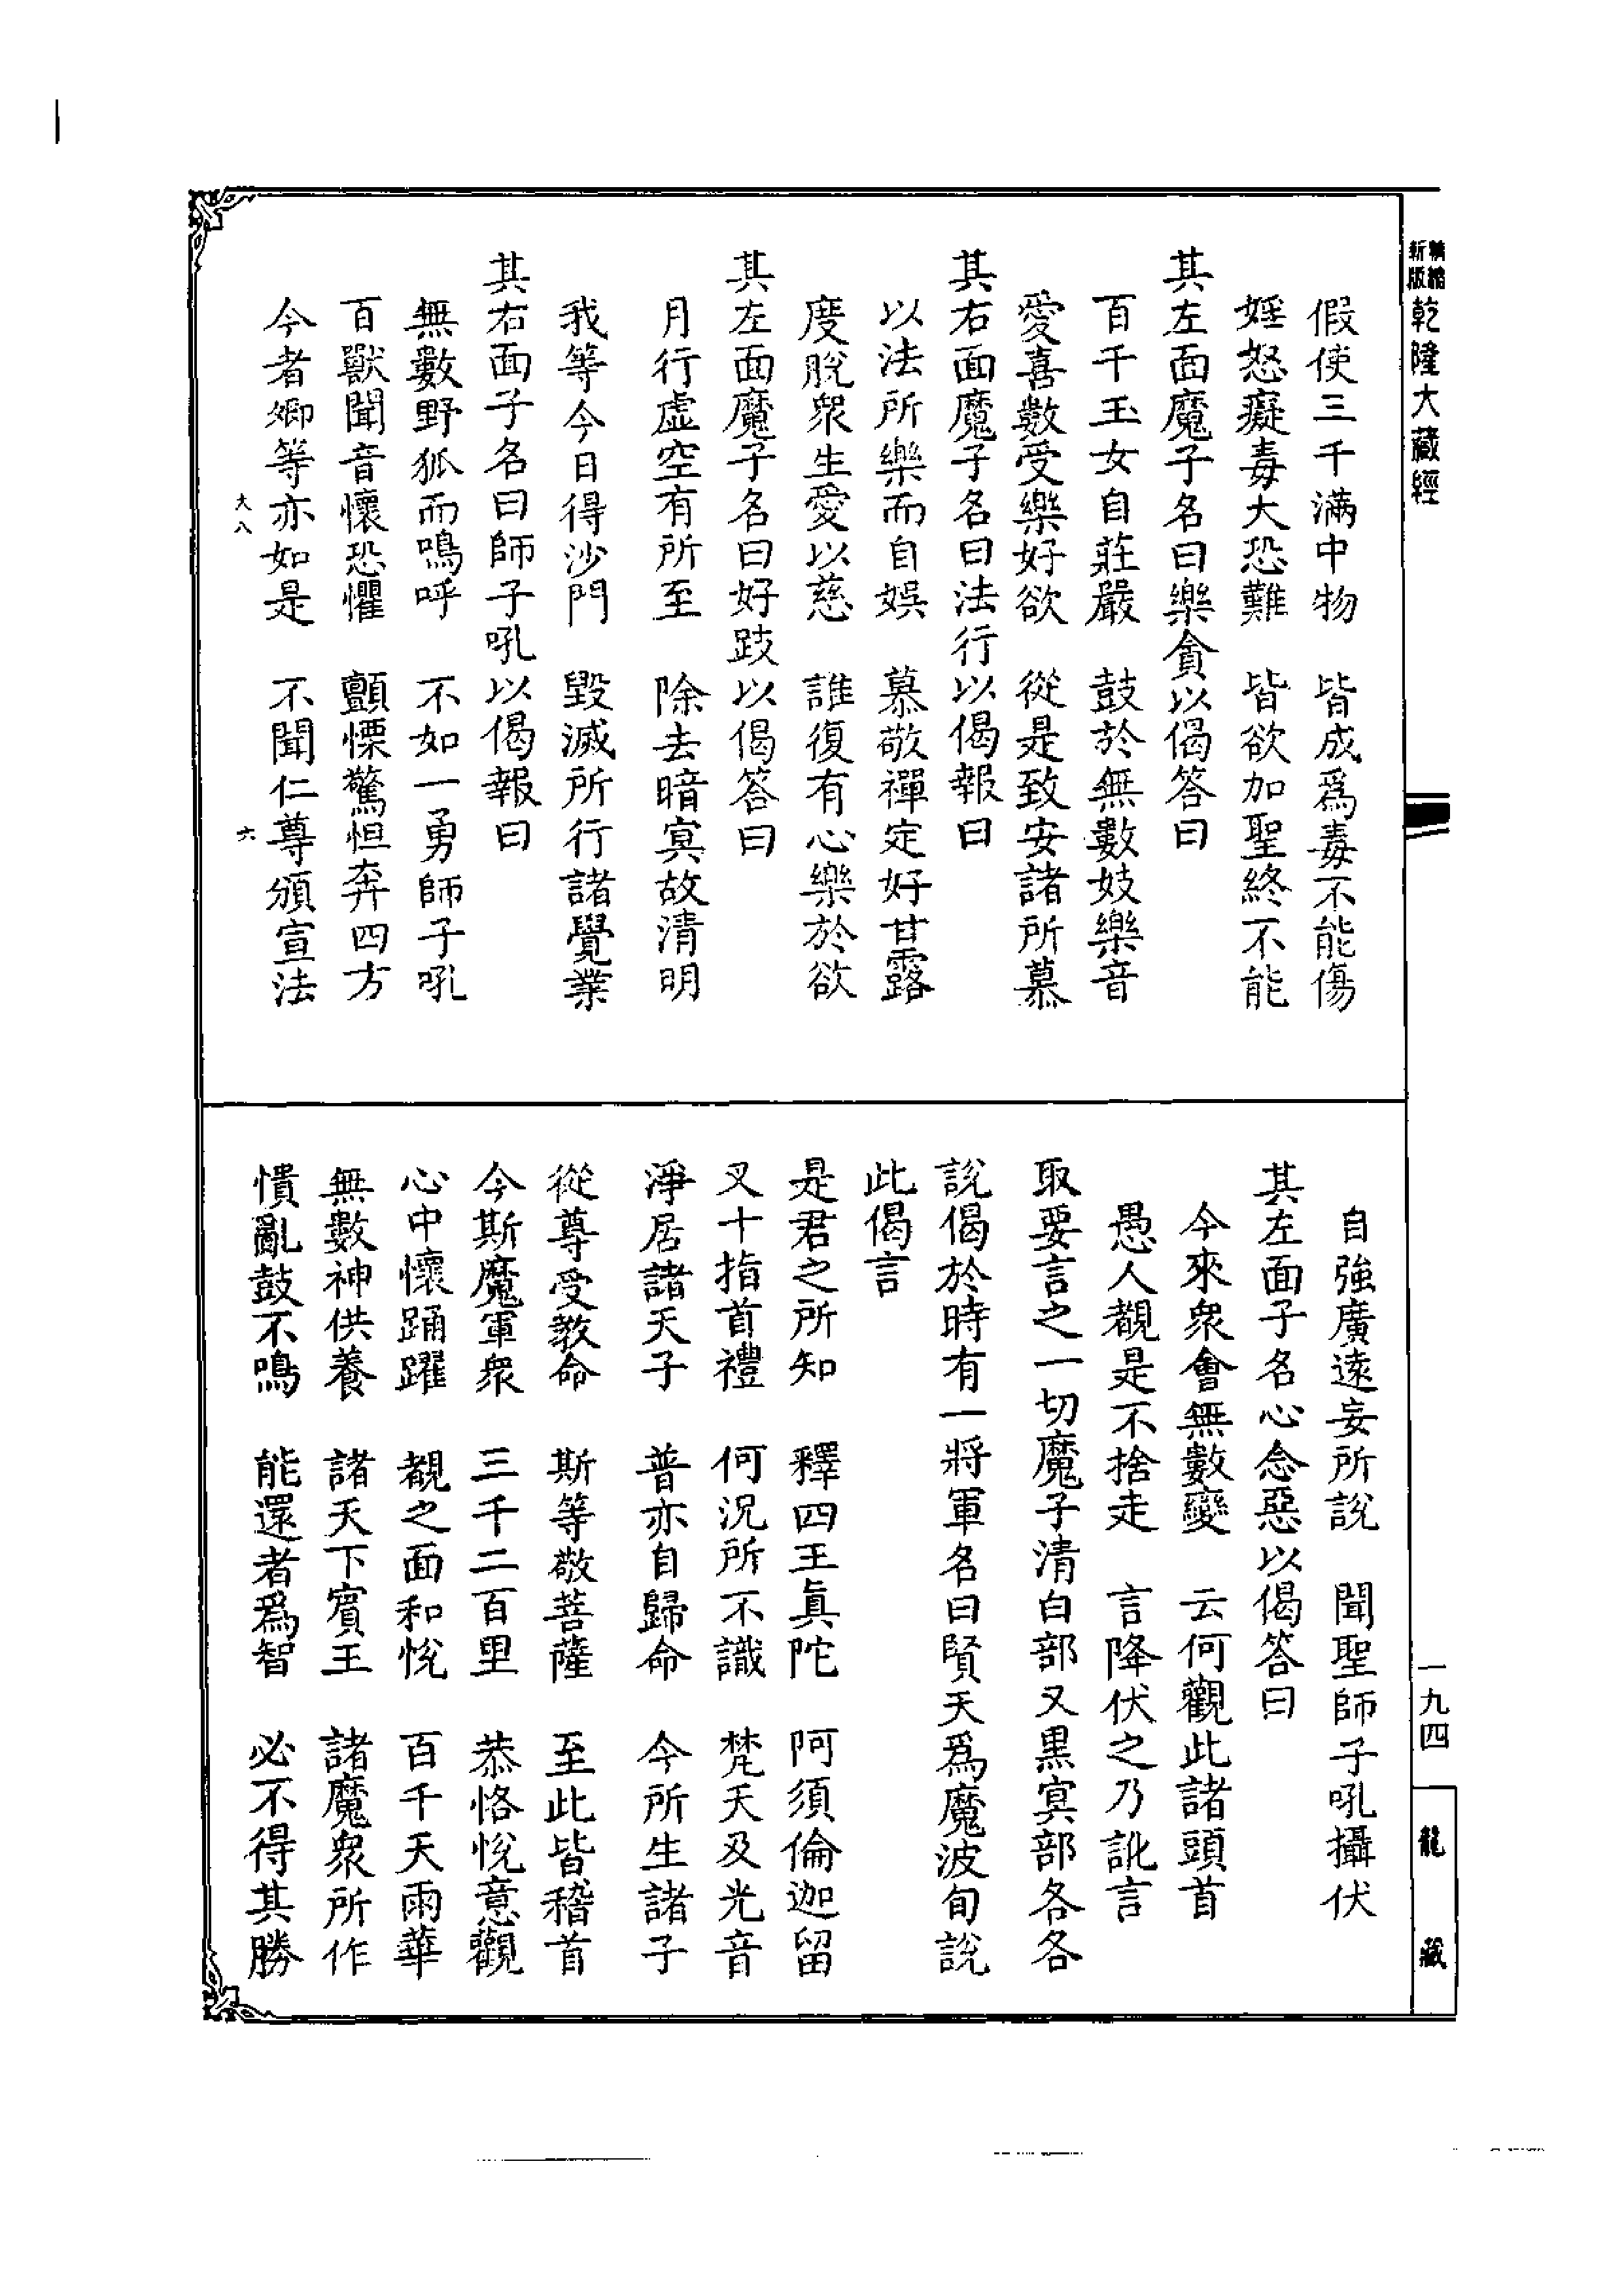 新版精縮乾隆大藏經
假使三千滿中物　皆成爲毒不能傷
婬怒癡毒大恐難　皆欲加聖終不能
其左面魔子名曰樂貪以偈答曰
百千玉女自莊嚴　鼓於無數妓樂音
愛喜數受樂好欲　從是致安諸所慕
其右面魔子名曰法行以偈報曰
以法所樂而自娛　慕敬禪定好甘露
度脫衆生愛以慈　誰復有心樂於欲
其左面魔子名曰好跂以偈答曰
月行虛空有所至　除去暗冥故清明
我等今日得沙門　毀滅所行諸覺業
其右面子名曰師子吼以偈報曰
無數野狐而鳴呼　不如一勇師子吼
百獸聞音懷恐懼　顫慄驚怛奔四方
今者卿等亦如是　不聞仁尊頒宣法
大八　六
自強廣遠妄所說　聞聖師子吼攝伏
其左面子名心念惡以偈答曰
今來衆會無數變　云何觀此諸頭首
愚人覩是不捨走　言降伏之乃訛言
取要言之一切魔子清白部又黑冥部各各
說偈於時有一將軍名曰賢天爲魔波旬說
此偈言
是君之所知　釋四王眞陀　阿須倫迦留
叉十指首禮　何況所不識　梵天及光音
淨居諸天子　普亦自歸命　今所生諸子
從尊受教命　斯等敬菩薩　至此皆稽首
今斯魔軍衆　三千二百里　恭恪悅意觀
心中懷踊躍　覩之面和悅　百千天雨華
無數神供養　諸天下賓王　諸魔衆所作
憒亂鼓不鳴　能還者爲智　必不得其勝
一九四
龍藏